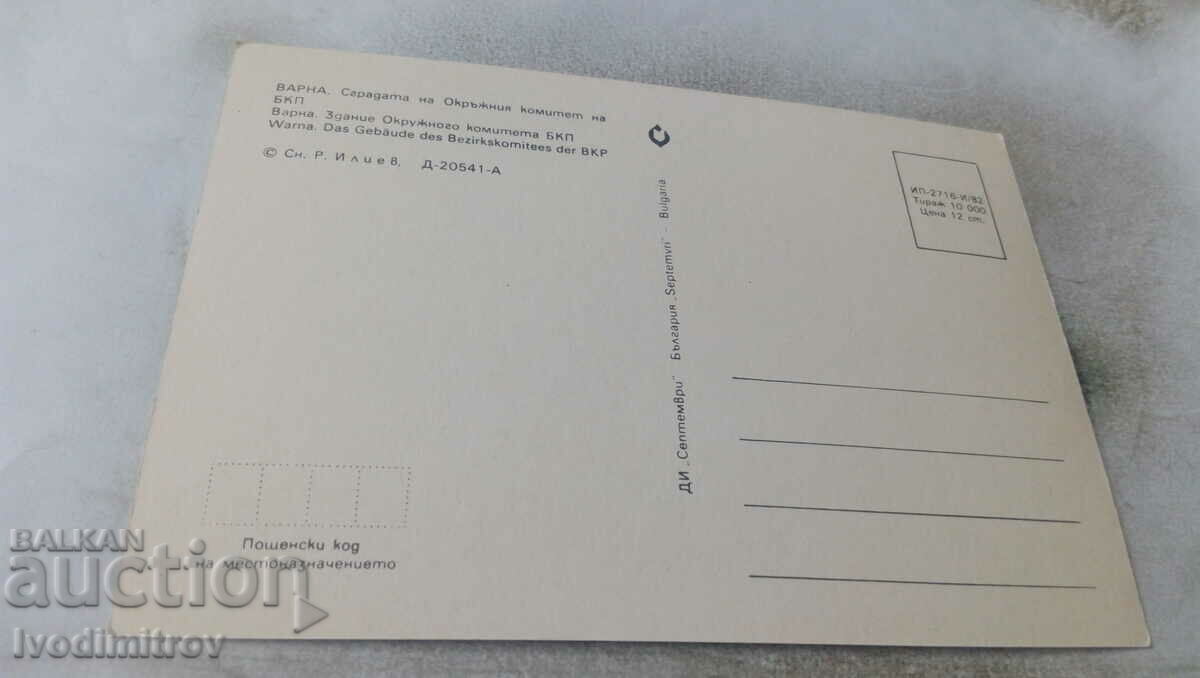 ВАРНА. Сградата на Окръжния комитет на
БКП
Варна. Здание Окружного комитета БКП
Warna. Das Gebäude des Bezirkskomitees der BKP
© Сн. Р. Илиев, Д-20541-А
ДИ „Септември" България „Septemvri" - Bulgaria
ИП-2716-И/82
Тираж 10 000
Цена 12 ст.
Пощенски код
на местоназначението
BALKAN
auction
Ivodimitrov